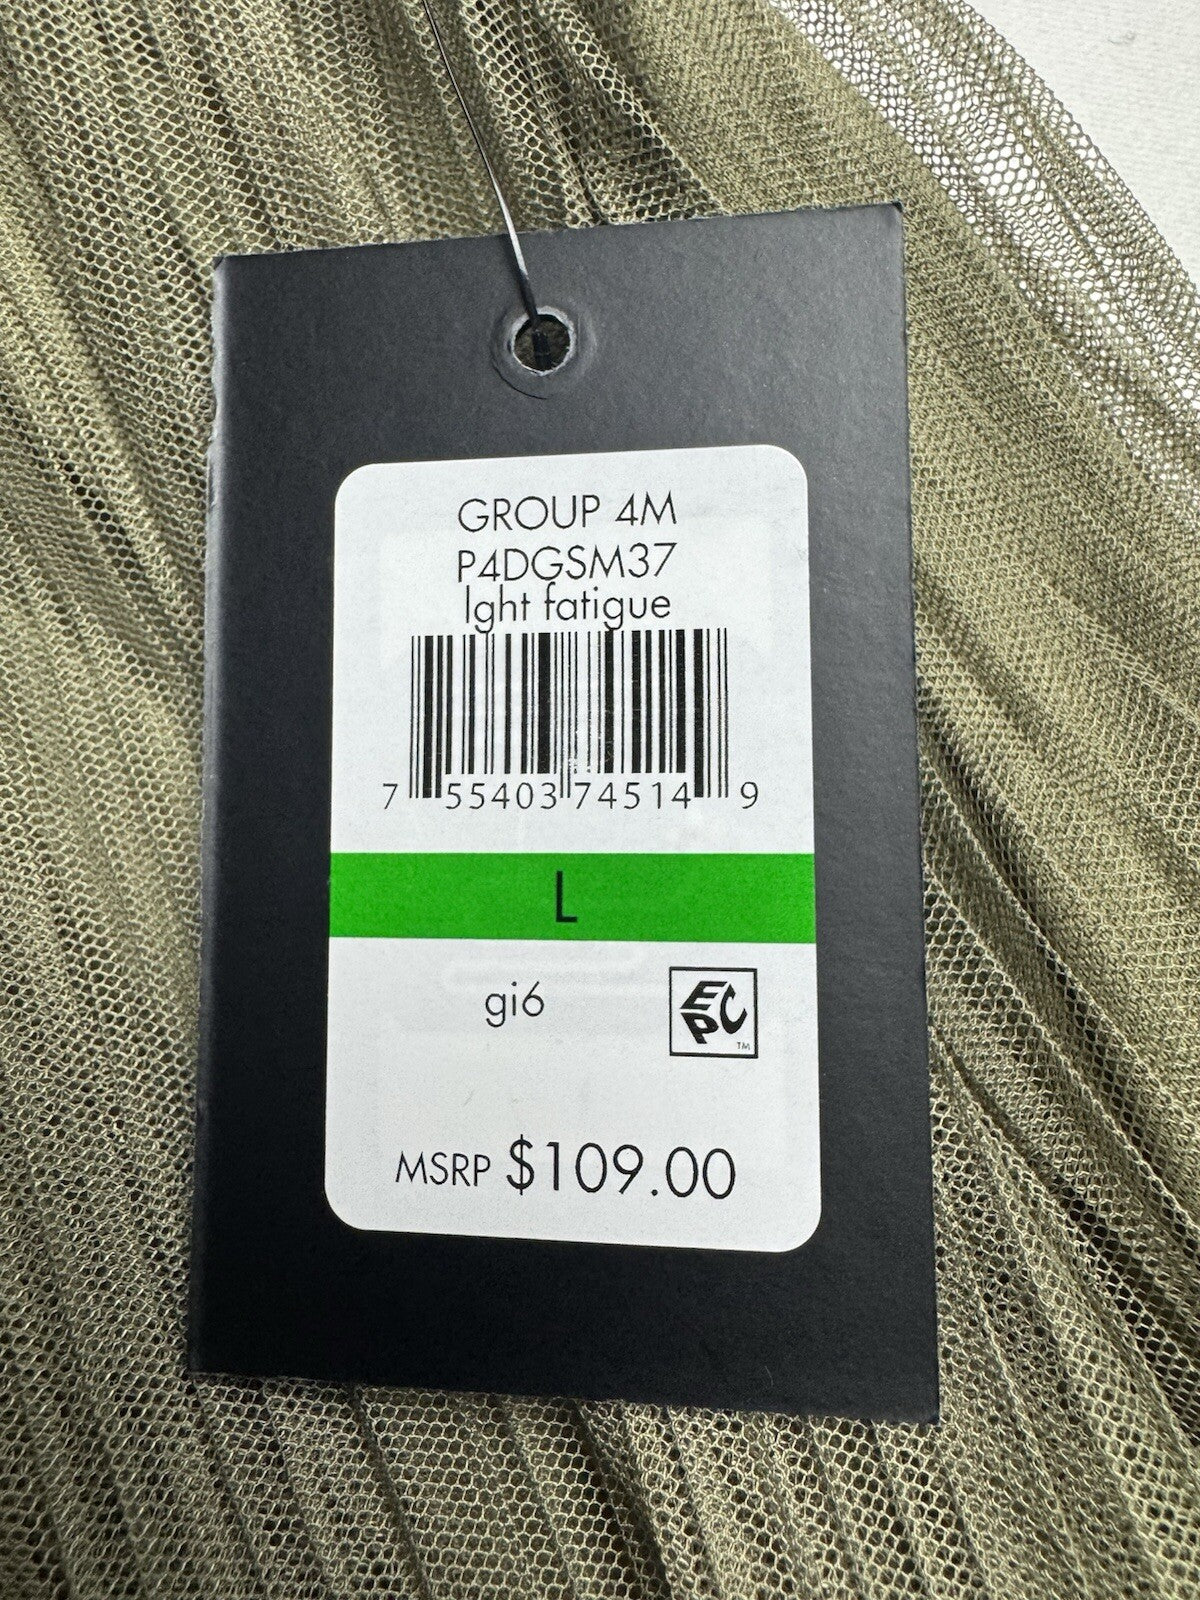 GROUP 4M
P4DGSM37
lght fatigue
7 55403 74514 9
L
gi6
EPC
TM
MSRP $109.00